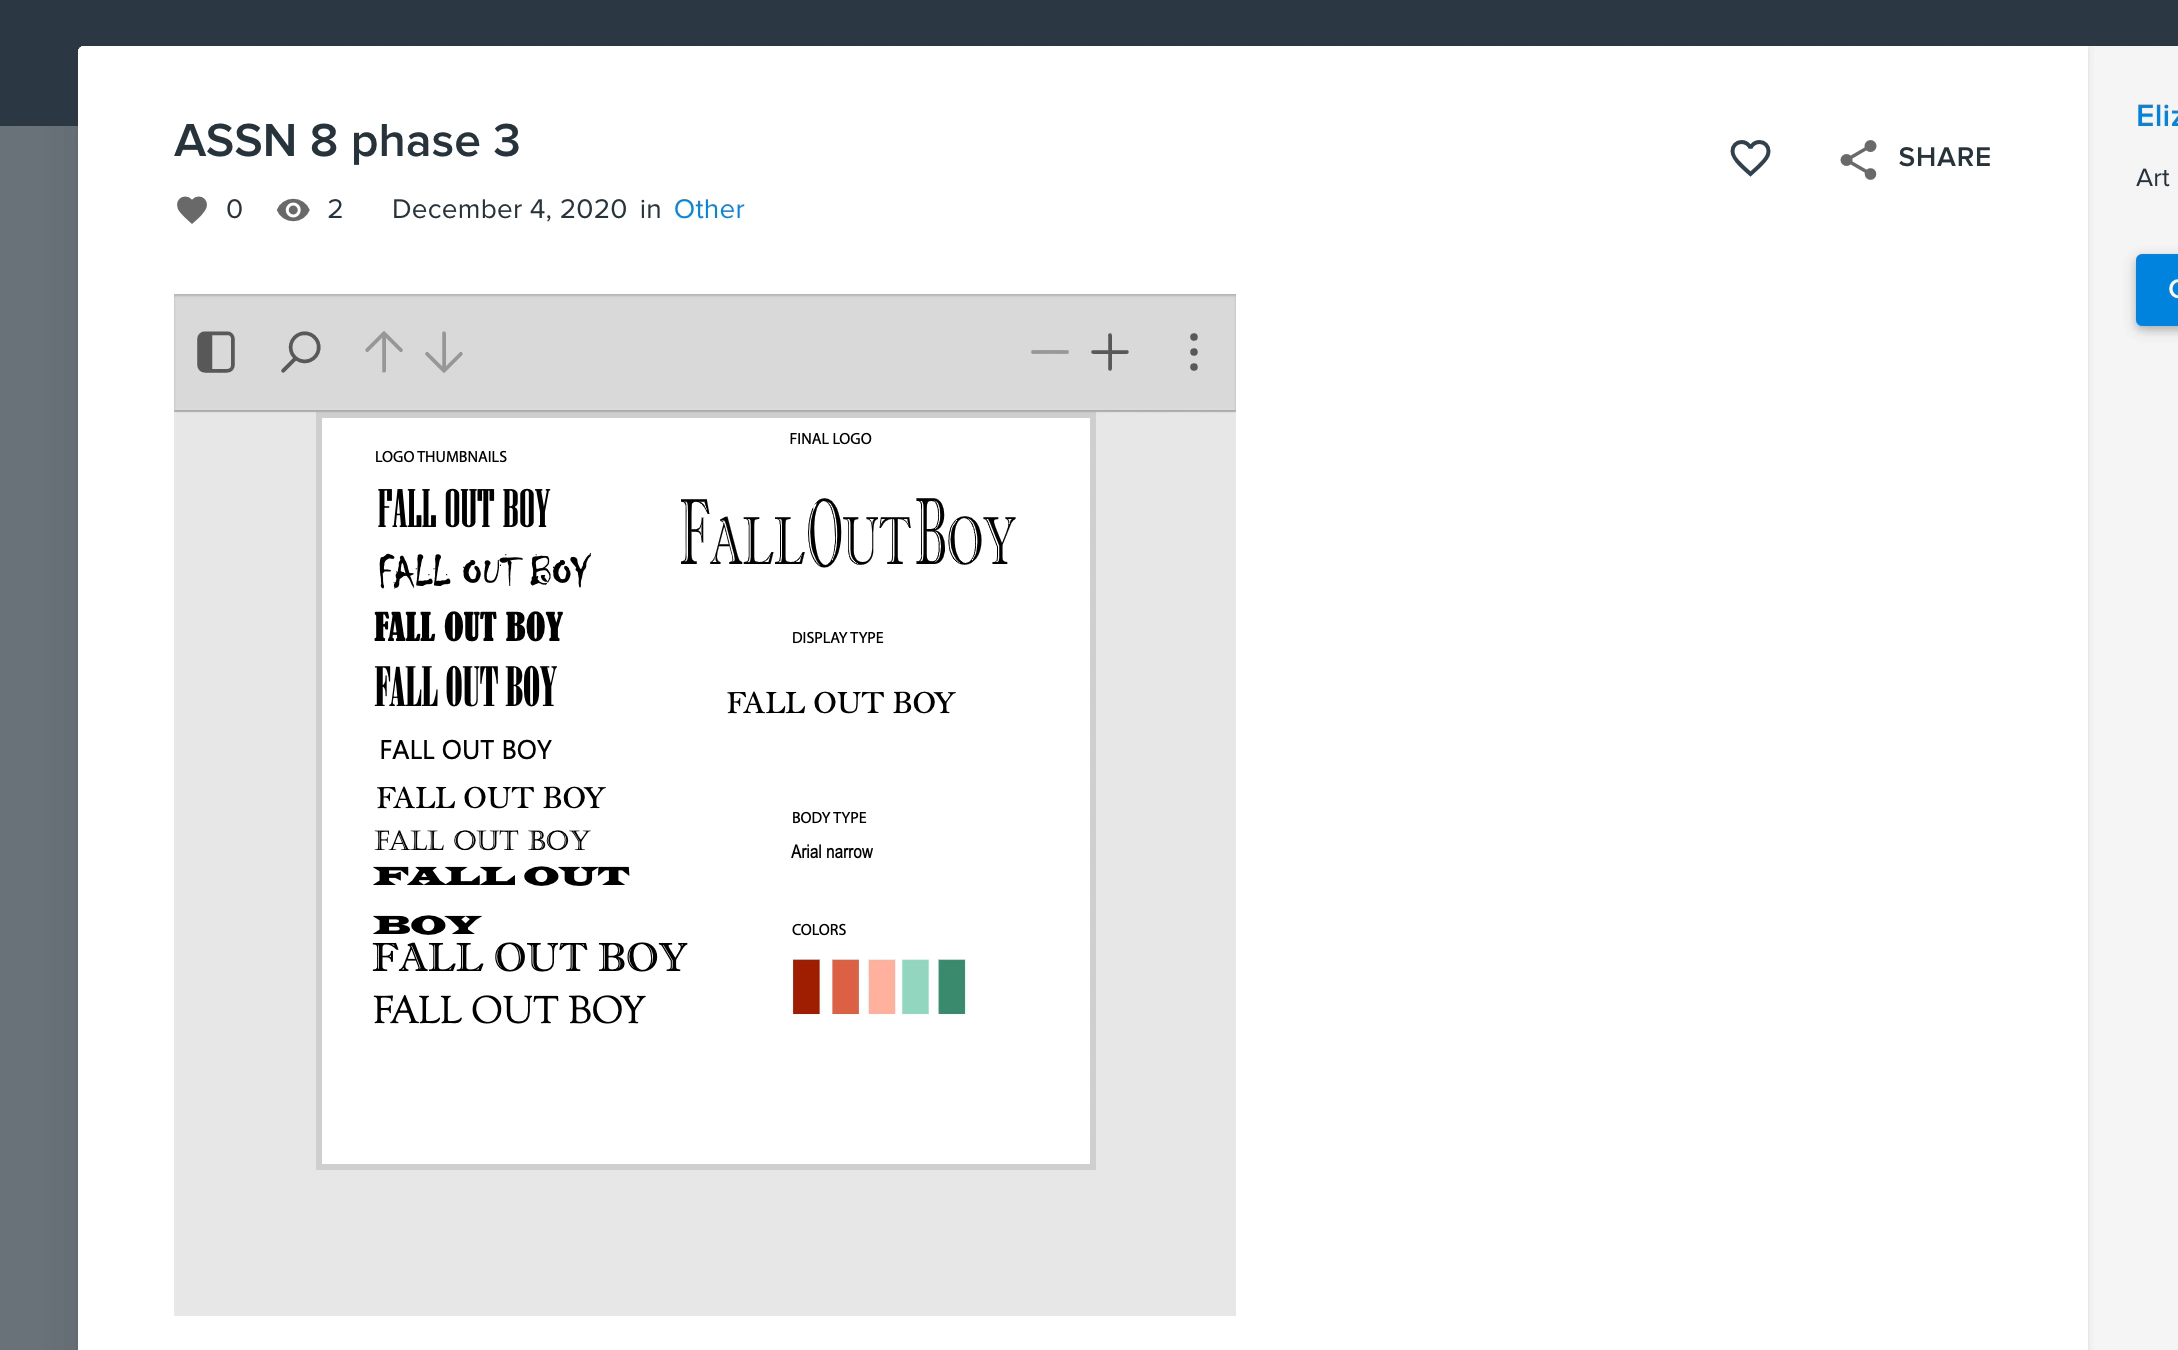 ASSN 8 phase 3
SHARE
0 2 December 4, 2020 in Other
Art
LOGO THUMBNAILS
FALL OUT BOY
FALL OUT BOY
FALL OUT BOY
FALL OUT BOY
FALL OUT BOY
FALL OUT BOY
FALL OUT BOY
FALL OUT
BOY
FALL OUT BOY
FALL OUT BOY
FINAL LOGO
FALLOUTBOY
DISPLAY TYPE
FALL OUT BOY
BODY TYPE
Arial narrow
COLORS